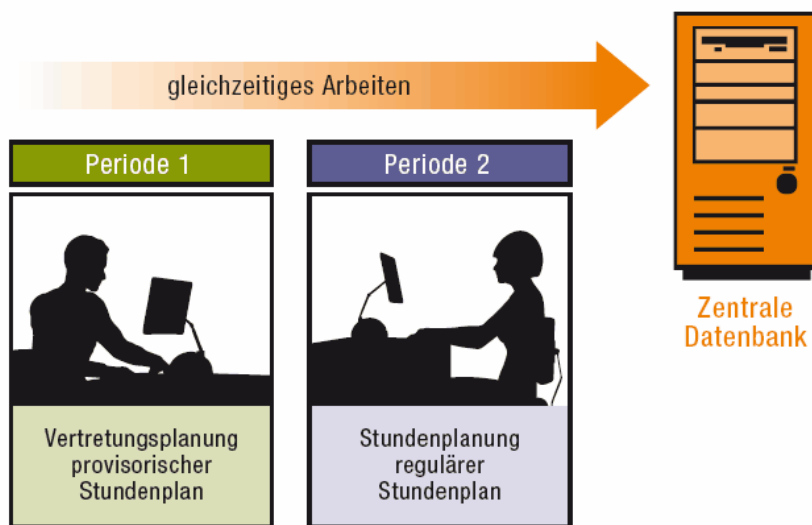 gleichzeitiges Arbeiten
Periode 1
Periode 2
Zentrale
Datenbank
Vertretungsplanung
provisorischer
Stundenplan
Stundenplanung
regulärer
Stundenplan